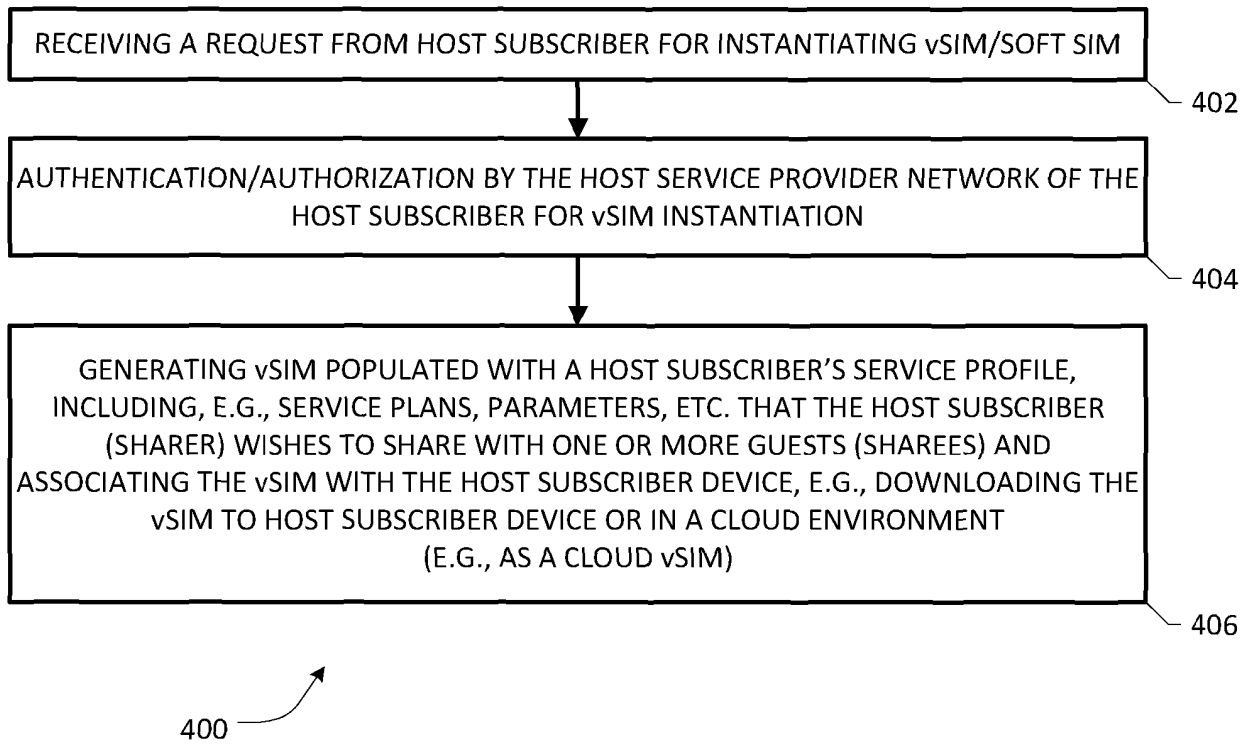 RECEIVING A REQUEST FROM HOST SUBSCRIBER FOR INSTANTIATING vSIM/SOFT SIM
402
AUTHENTICATION/AUTHORIZATION BY THE HOST SERVICE PROVIDER NETWORK OF THE
HOST SUBSCRIBER FOR vSIM INSTANTIATION
404
GENERATING vSIM POPULATED WITH A HOST SUBSCRIBER'S SERVICE PROFILE,
INCLUDING, E.G., SERVICE PLANS, PARAMETERS, ETC. THAT THE HOST SUBSCRIBER
(SHARER) WISHES TO SHARE WITH ONE OR MORE GUESTS (SHAREES) AND
ASSOCIATING THE vSIM WITH THE HOST SUBSCRIBER DEVICE, E.G., DOWNLOADING THE
vSIM TO HOST SUBSCRIBER DEVICE OR IN A CLOUD ENVIRONMENT
(E.G., AS A CLOUD vSIM)
406
400